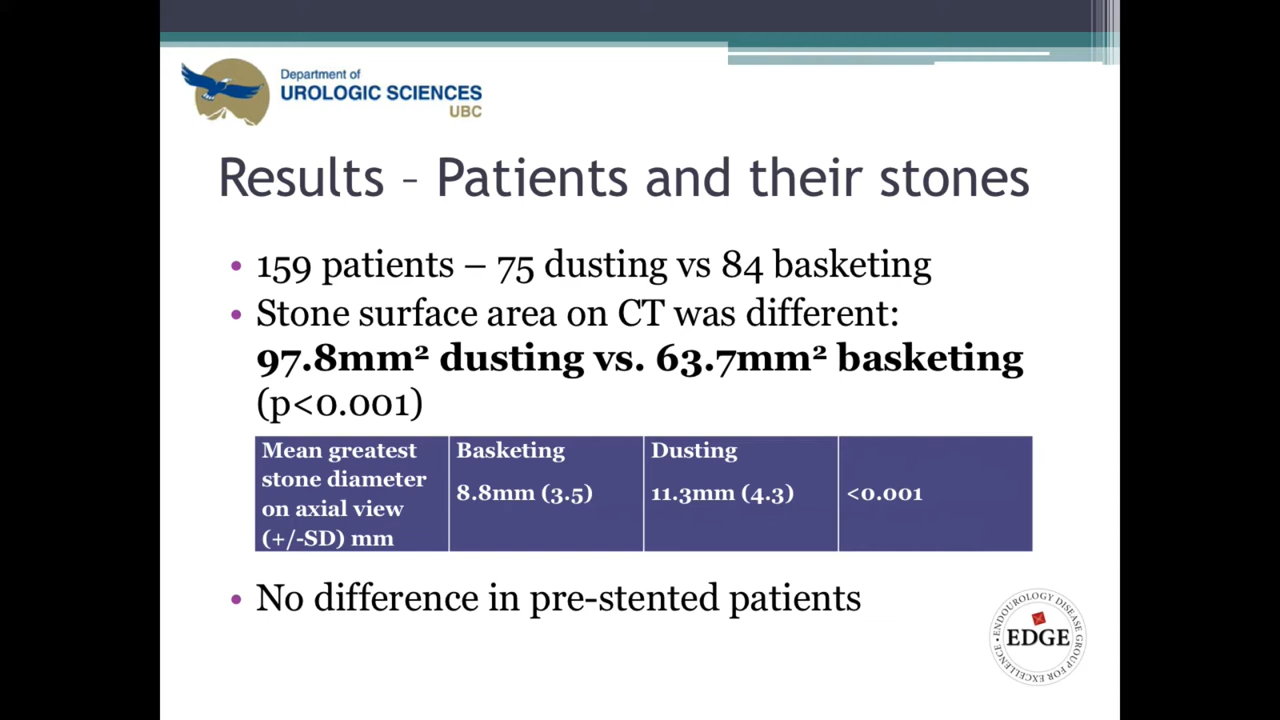 Department of
UROLOGIC SCIENCES
UBC
Results – Patients and their stones
• 159 patients – 75 dusting vs 84 basketing
• Stone surface area on CT was different:
97.8mm² dusting vs. 63.7mm² basketing
(p<0.001)
Mean greatest
stone diameter
on axial view
(+/-SD) mm
Basketing
8.8mm (3.5)
Dusting
11.3mm (4.3)
<0.001
• No difference in pre-stented patients
ENDOUROLOGY DISEASE GROUP FOR EXCELLENCE •
EDGE